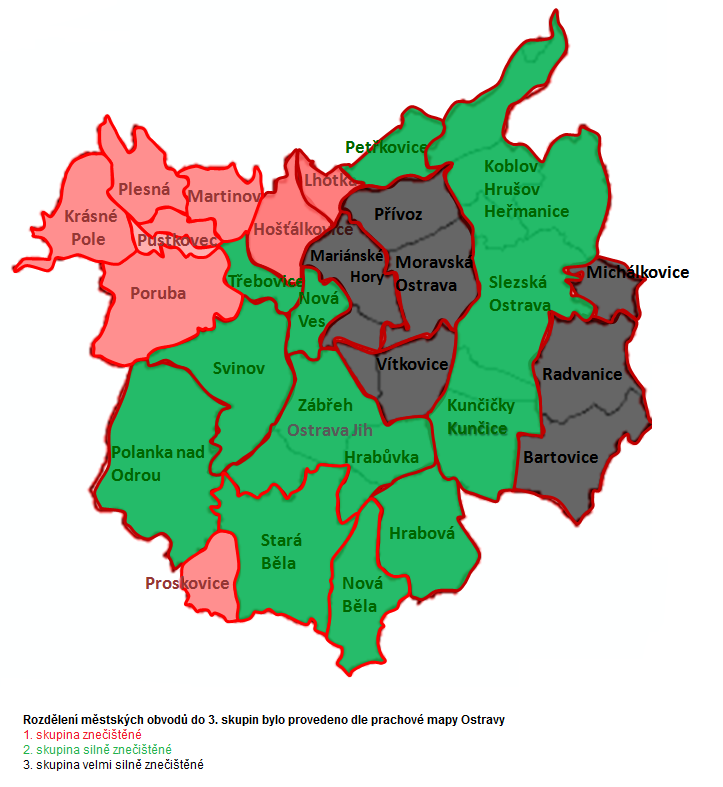 Petřkovice
Koblov
Hrušov
Heřmanice
Plesná
Martinov
Lhotka
Krásné
Pole
Pustkovec
Hošťálkovice
Přívoz
Mariánské
Hory
Moravská
Ostrava
Michálkovice
Třebovice
Slezská
Ostrava
Poruba
Nová
Ves
Svinov
Vítkovice
Radvanice
Zábřeh
Kunčičky
Kunčice
Ostrava Jih
Polanka nad
Odrou
Hrabůvka
Bartovice
Stará
Běla
Hrabová
Proskovice
Nová
Běla
Rozdělení městských obvodů do 3. skupin bylo provedeno dle prachové mapy Ostravy
1. skupina znečištěné
2. skupina silně znečištěné
3. skupina velmi silně znečištěné